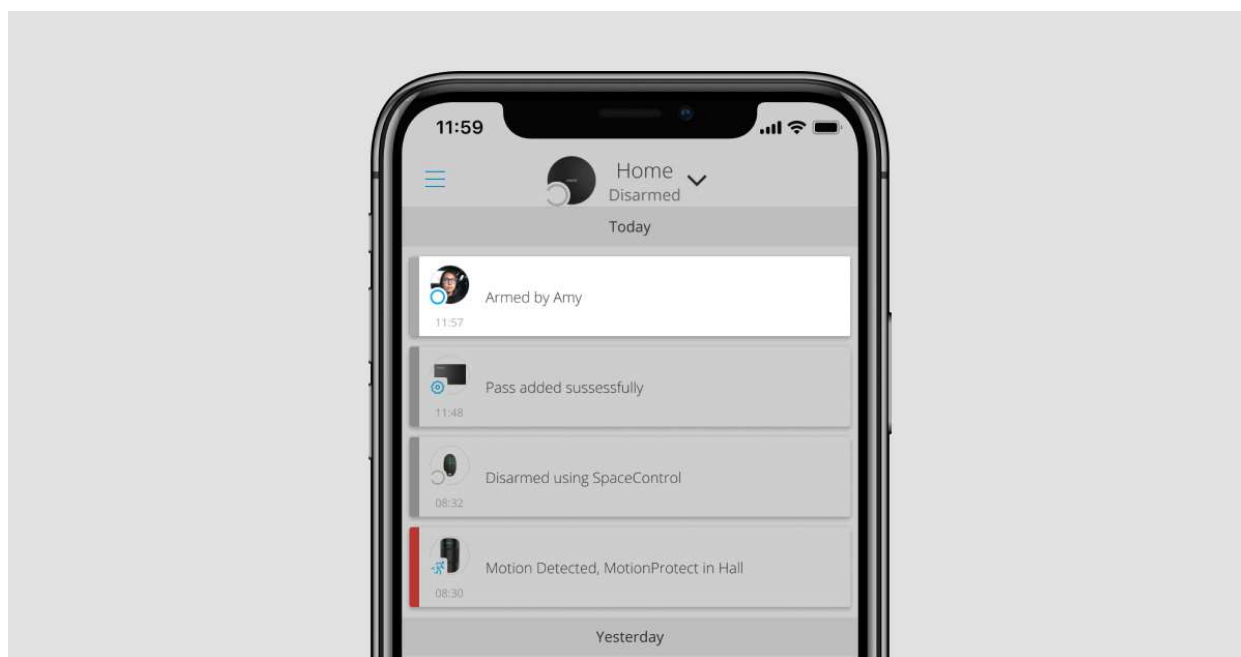 11:59
Home
Disarmed
Today
Armed by Amy
11:57
Pass added sussessfully
11:48
Disarmed using SpaceControl
08:32
Motion Detected, MotionProtect in Hall
08:30
Yesterday